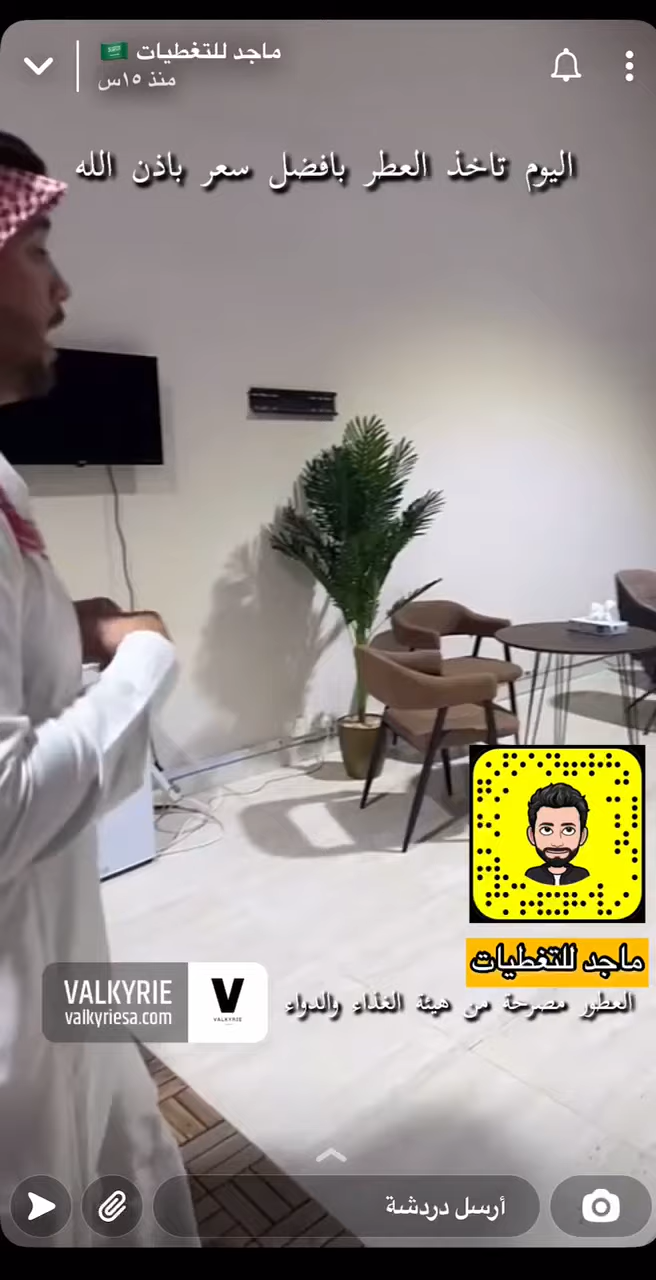 ماجد للتغطيات 🇸🇦
منذ ١٥س
اليوم تاخذ العطر بافضل سعر باذن الله
ماجد للتغطيات
العطور مصرحة من هيئة الغذاء والدواء
VALKYRIE
valkyriesa.com
V
VALKYRIE
أرسل دردشة